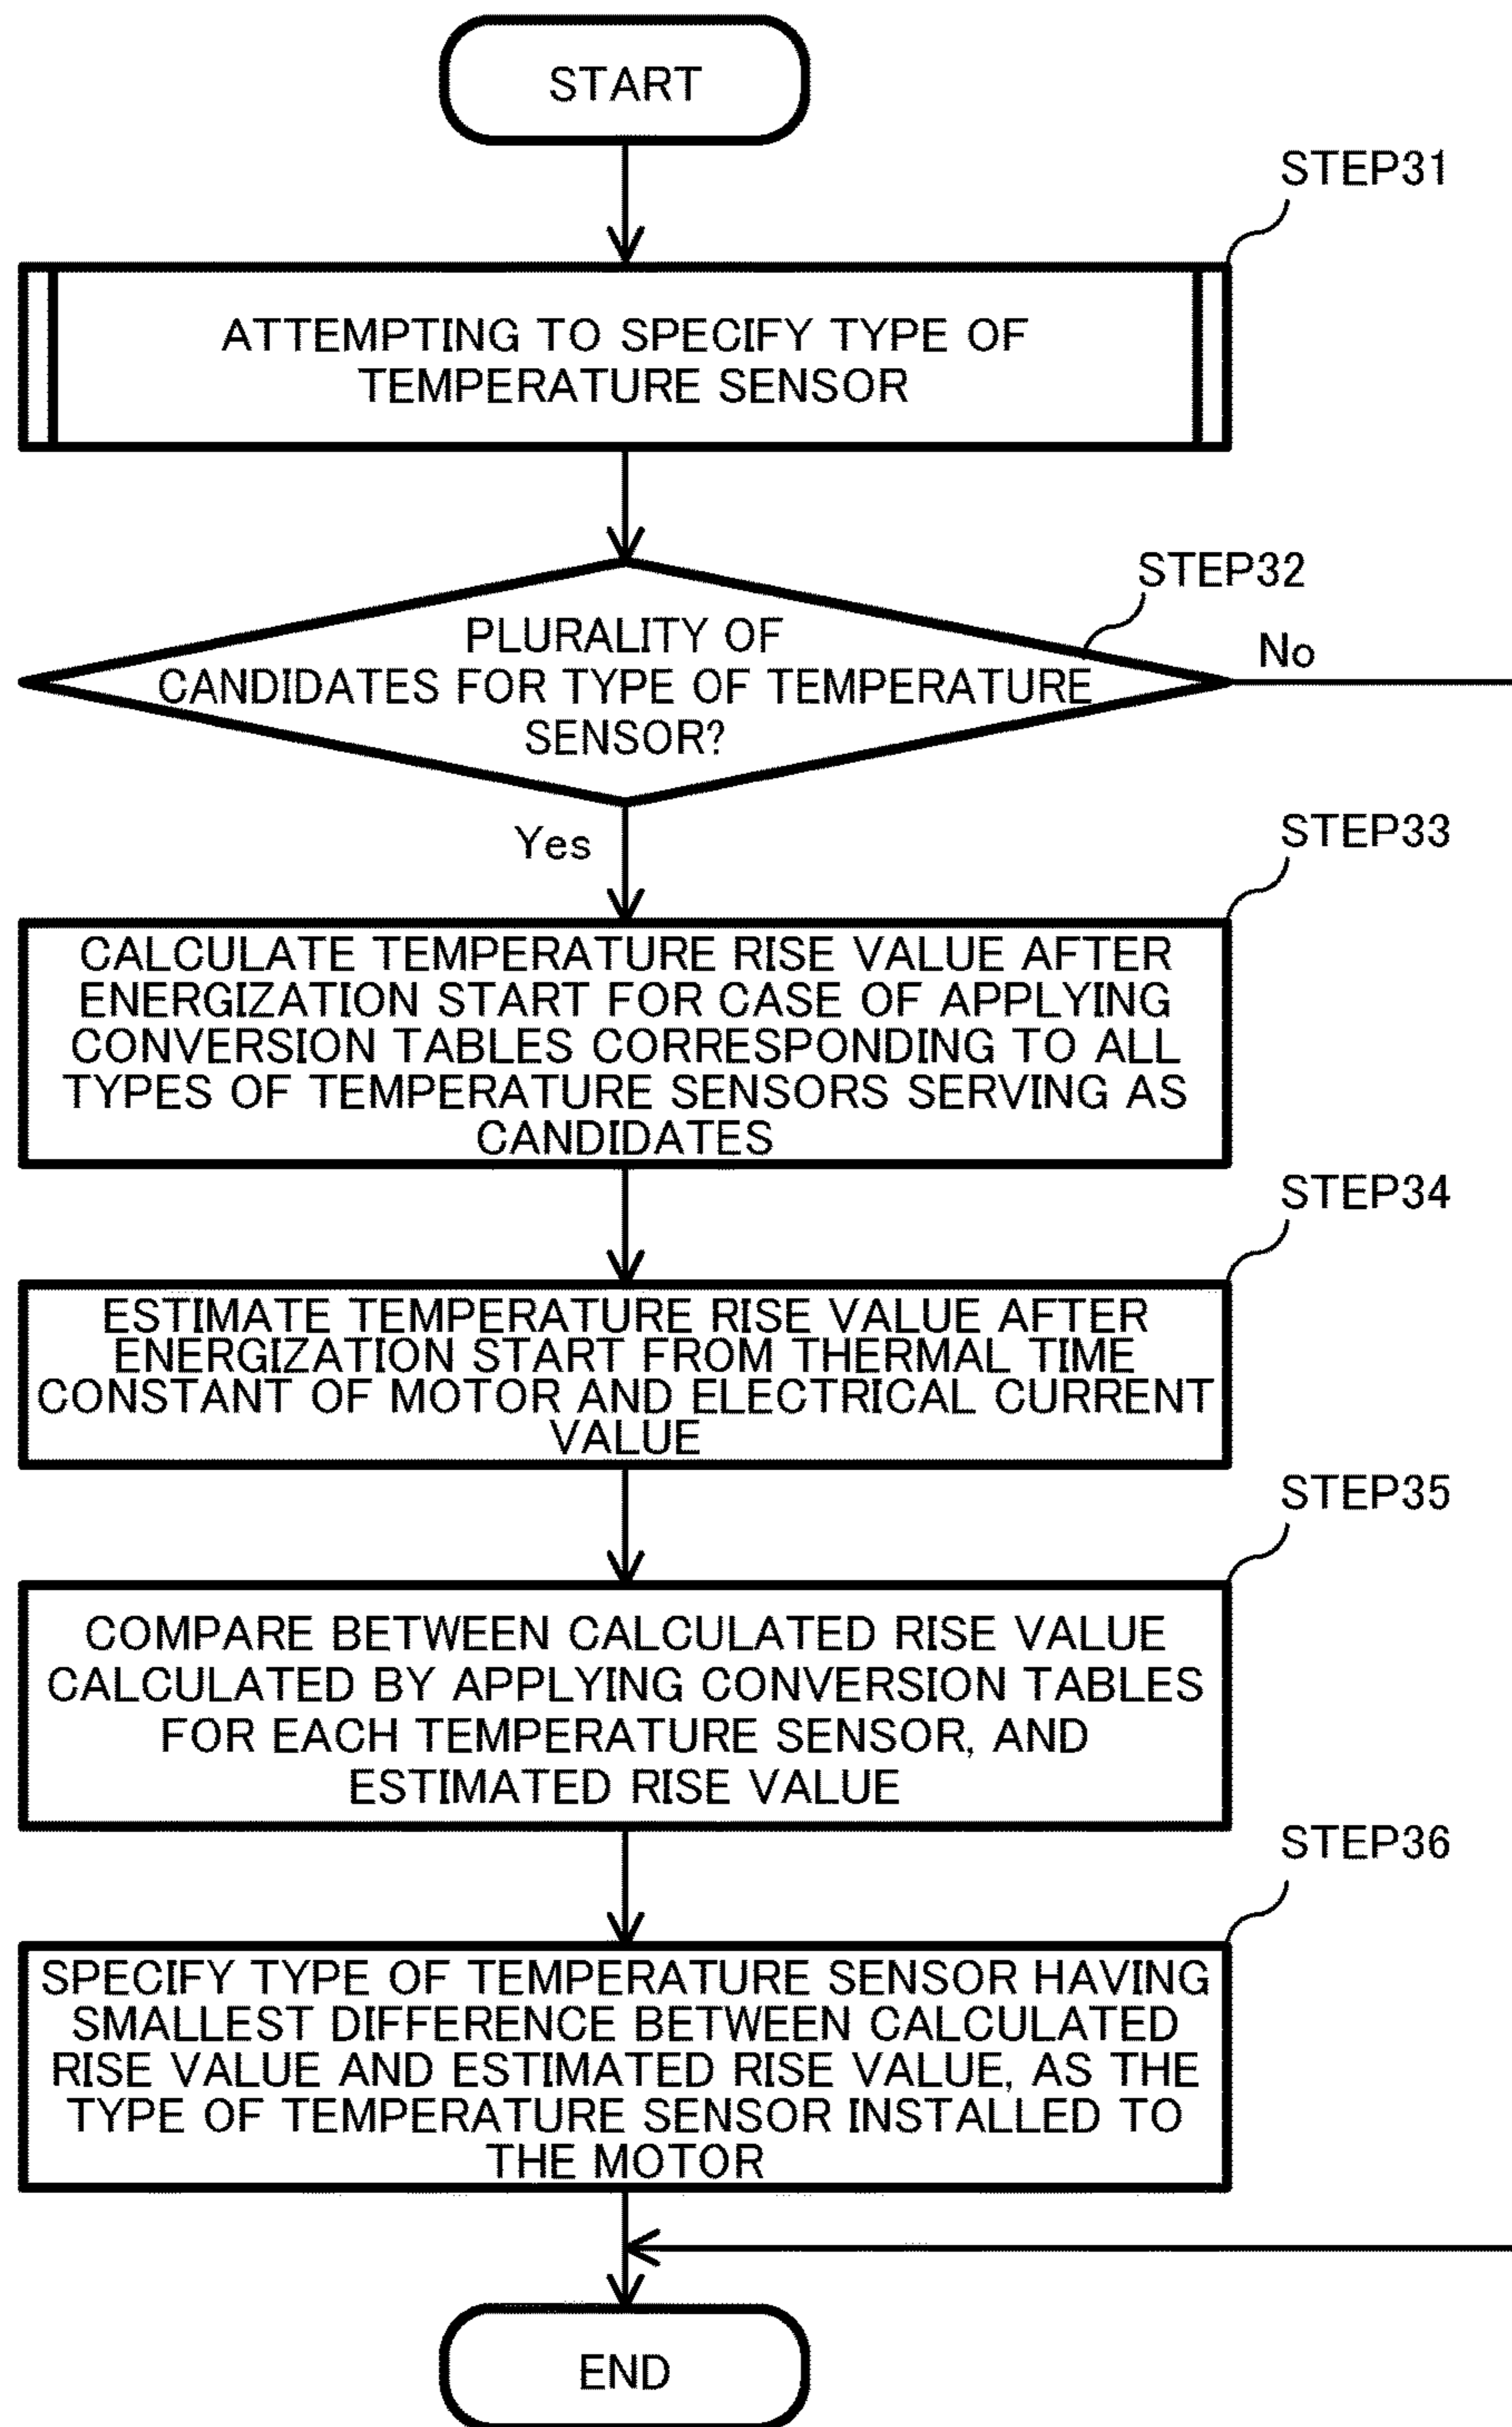 START
STEP31
ATTEMPTING TO SPECIFY TYPE OF
TEMPERATURE SENSOR
STEP32
PLURALITY OF
CANDIDATES FOR TYPE OF TEMPERATURE
SENSOR?
No
Yes
STEP33
CALCULATE TEMPERATURE RISE VALUE AFTER
ENERGIZATION START FOR CASE OF APPLYING
CONVERSION TABLES CORRESPONDING TO ALL
TYPES OF TEMPERATURE SENSORS SERVING AS
CANDIDATES
STEP34
ESTIMATE TEMPERATURE RISE VALUE AFTER
ENERGIZATION START FROM THERMAL TIME
CONSTANT OF MOTOR AND ELECTRICAL CURRENT
VALUE
STEP35
COMPARE BETWEEN CALCULATED RISE VALUE
CALCULATED BY APPLYING CONVERSION TABLES
FOR EACH TEMPERATURE SENSOR, AND
ESTIMATED RISE VALUE
STEP36
SPECIFY TYPE OF TEMPERATURE SENSOR HAVING
SMALLEST DIFFERENCE BETWEEN CALCULATED
RISE VALUE AND ESTIMATED RISE VALUE, AS THE
TYPE OF TEMPERATURE SENSOR INSTALLED TO
THE MOTOR
END